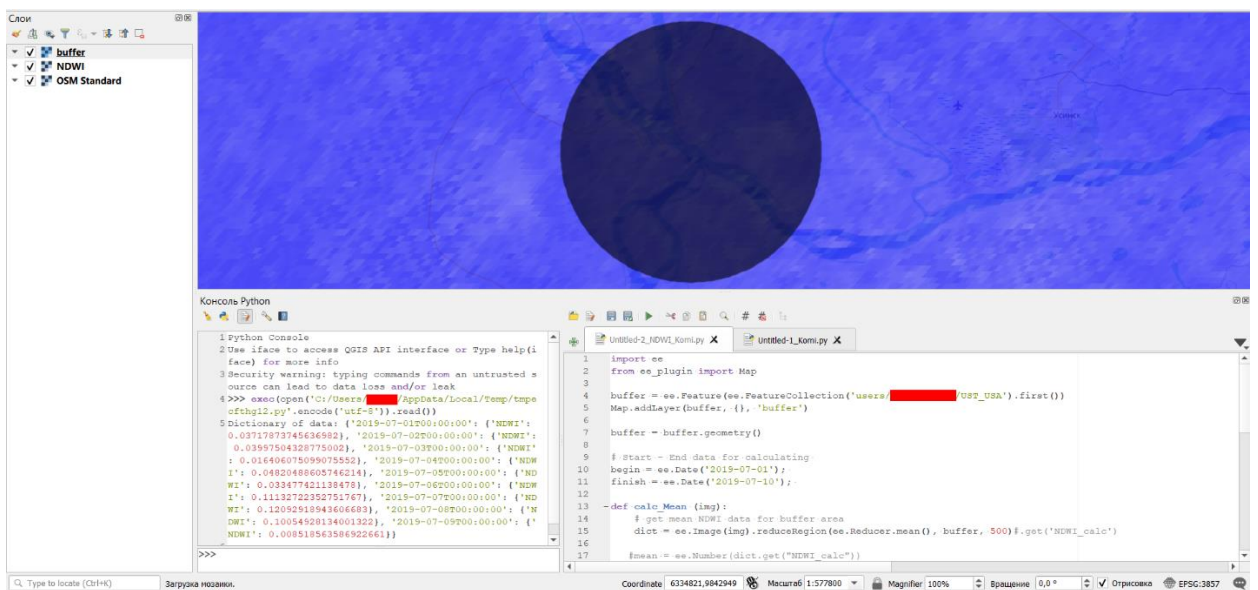 Слои
buffer
NDWI
OSM Standard
УСИНСК
Консоль Python
1 Python Console
2 Use iface to access QGIS API interface or Type help(i
face) for more info
3 Security warning: typing commands from an untrusted s
ource can lead to data loss and/or leak
4 >>> exec(open('C:/Users/ /AppData/Local/Temp/tmpe
cfthg12.py'.encode('utf-8')).read())
5 Dictionary of data: {'2019-07-01T00:00:00': {'NDWI':
0.03717873745636982}, '2019-07-02T00:00:00': {'NDWI':
0.03997504328775002}, '2019-07-03T00:00:00': {'NDWI'
: 0.016406075099075552}, '2019-07-04T00:00:00': {'NDW
I': 0.04820488605746214}, '2019-07-05T00:00:00': {'ND
WI': 0.033477421138478}, '2019-07-06T00:00:00': {'NDW
I': 0.11132722352751767}, '2019-07-07T00:00:00': {'ND
WI': 0.12092918943606683}, '2019-07-08T00:00:00': {'N
DWI': 0.10054928134001322}, '2019-07-09T00:00:00': {'
NDWI': 0.008518563586922661}}
>>>
Untitled-2_NDWI_Komi.py X
Untitled-1_Komi.py X
1 import ee
2 from ee_plugin import Map
3
4 buffer = ee.Feature(ee.FeatureCollection('users/ /UST_USA').first())
5 Map.addLayer(buffer, {}, 'buffer')
6
7 buffer = buffer.geometry()
8
9 # Start - End data for calculating
10 begin = ee.Date('2019-07-01');
11 finish = ee.Date('2019-07-10');
12
13 def calc_Mean (img):
14 # get mean NDWI data for buffer area
15 dict = ee.Image(img).reduceRegion(ee.Reducer.mean(), buffer, 500)#.get('NDWI_calc')
16
17 #mean = ee.Number(dict.get("NDWI_calc"))
Type to locate (Ctrl+K)
Загрузка мозаики.
Coordinate 6334821,9842949
Масштаб 1:577800
Magnifier 100%
Вращение 0,0 °
Отрисовка
EPSG:3857